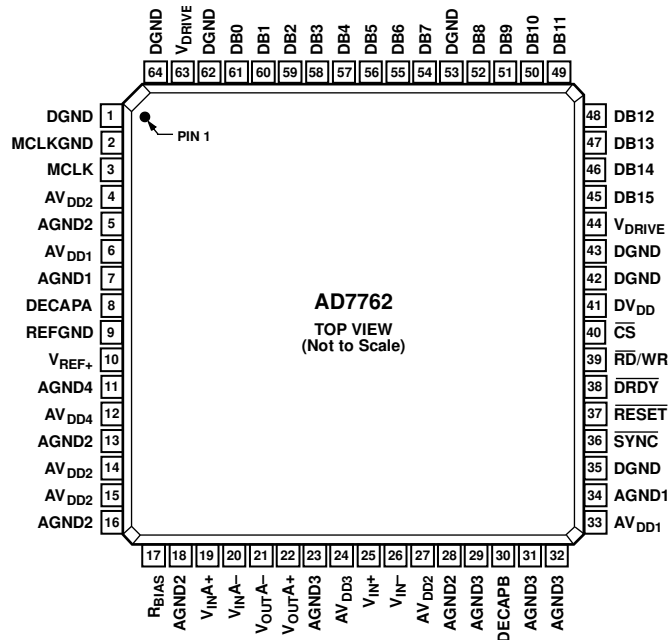 DGND
VDRIVE
DGND
DB0
DB1
DB2
DB3
DB4
DB5
DB6
DB7
DGND
DB8
DB9
DB10
DB11
64 63 62 61 60 59 58 57 56 55 54 53 52 51 50 49
DGND 1
MCLKGND 2
MCLK 3
AVDD2 4
AGND2 5
AVDD1 6
AGND1 7
DECAPA 8
REFGND 9
VREF+ 10
AGND4 11
AVDD4 12
AGND2 13
AVDD2 14
AVDD2 15
AGND2 16
PIN 1
AD7762
TOP VIEW
(Not to Scale)
48 DB12
47 DB13
46 DB14
45 DB15
44 VDRIVE
43 DGND
42 DGND
41 DVDD
40 C̅S̅
39 R̅D̅/WR
38 D̅R̅D̅Y̅
37 R̅E̅S̅E̅T̅
36 S̅Y̅N̅C̅
35 DGND
34 AGND1
33 AVDD1
17 18 19 20 21 22 23 24 25 26 27 28 29 30 31 32
RBIAS
AGND2
VINA+
VINA−
VOUTA−
VOUTA+
AGND3
AVDD3
VIN+
VIN−
AVDD2
AGND2
AGND3
DECAPB
AGND3
AGND3